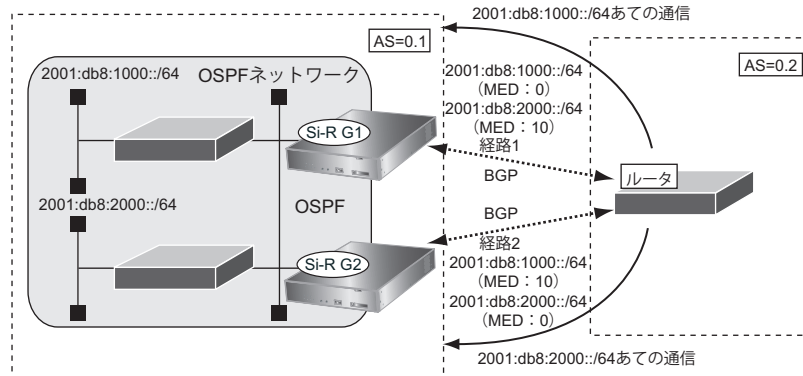 2001:db8:1000::/64あての通信
AS=0.1
AS=0.2
2001:db8:1000::/64
OSPFネットワーク
2001:db8:1000::/64
（MED：0）
2001:db8:2000::/64
（MED：10）
経路1
Si-R G1
BGP
ルータ
2001:db8:2000::/64
OSPF
BGP
経路2
Si-R G2
2001:db8:1000::/64
（MED：10）
2001:db8:2000::/64
（MED：0）
2001:db8:2000::/64あての通信